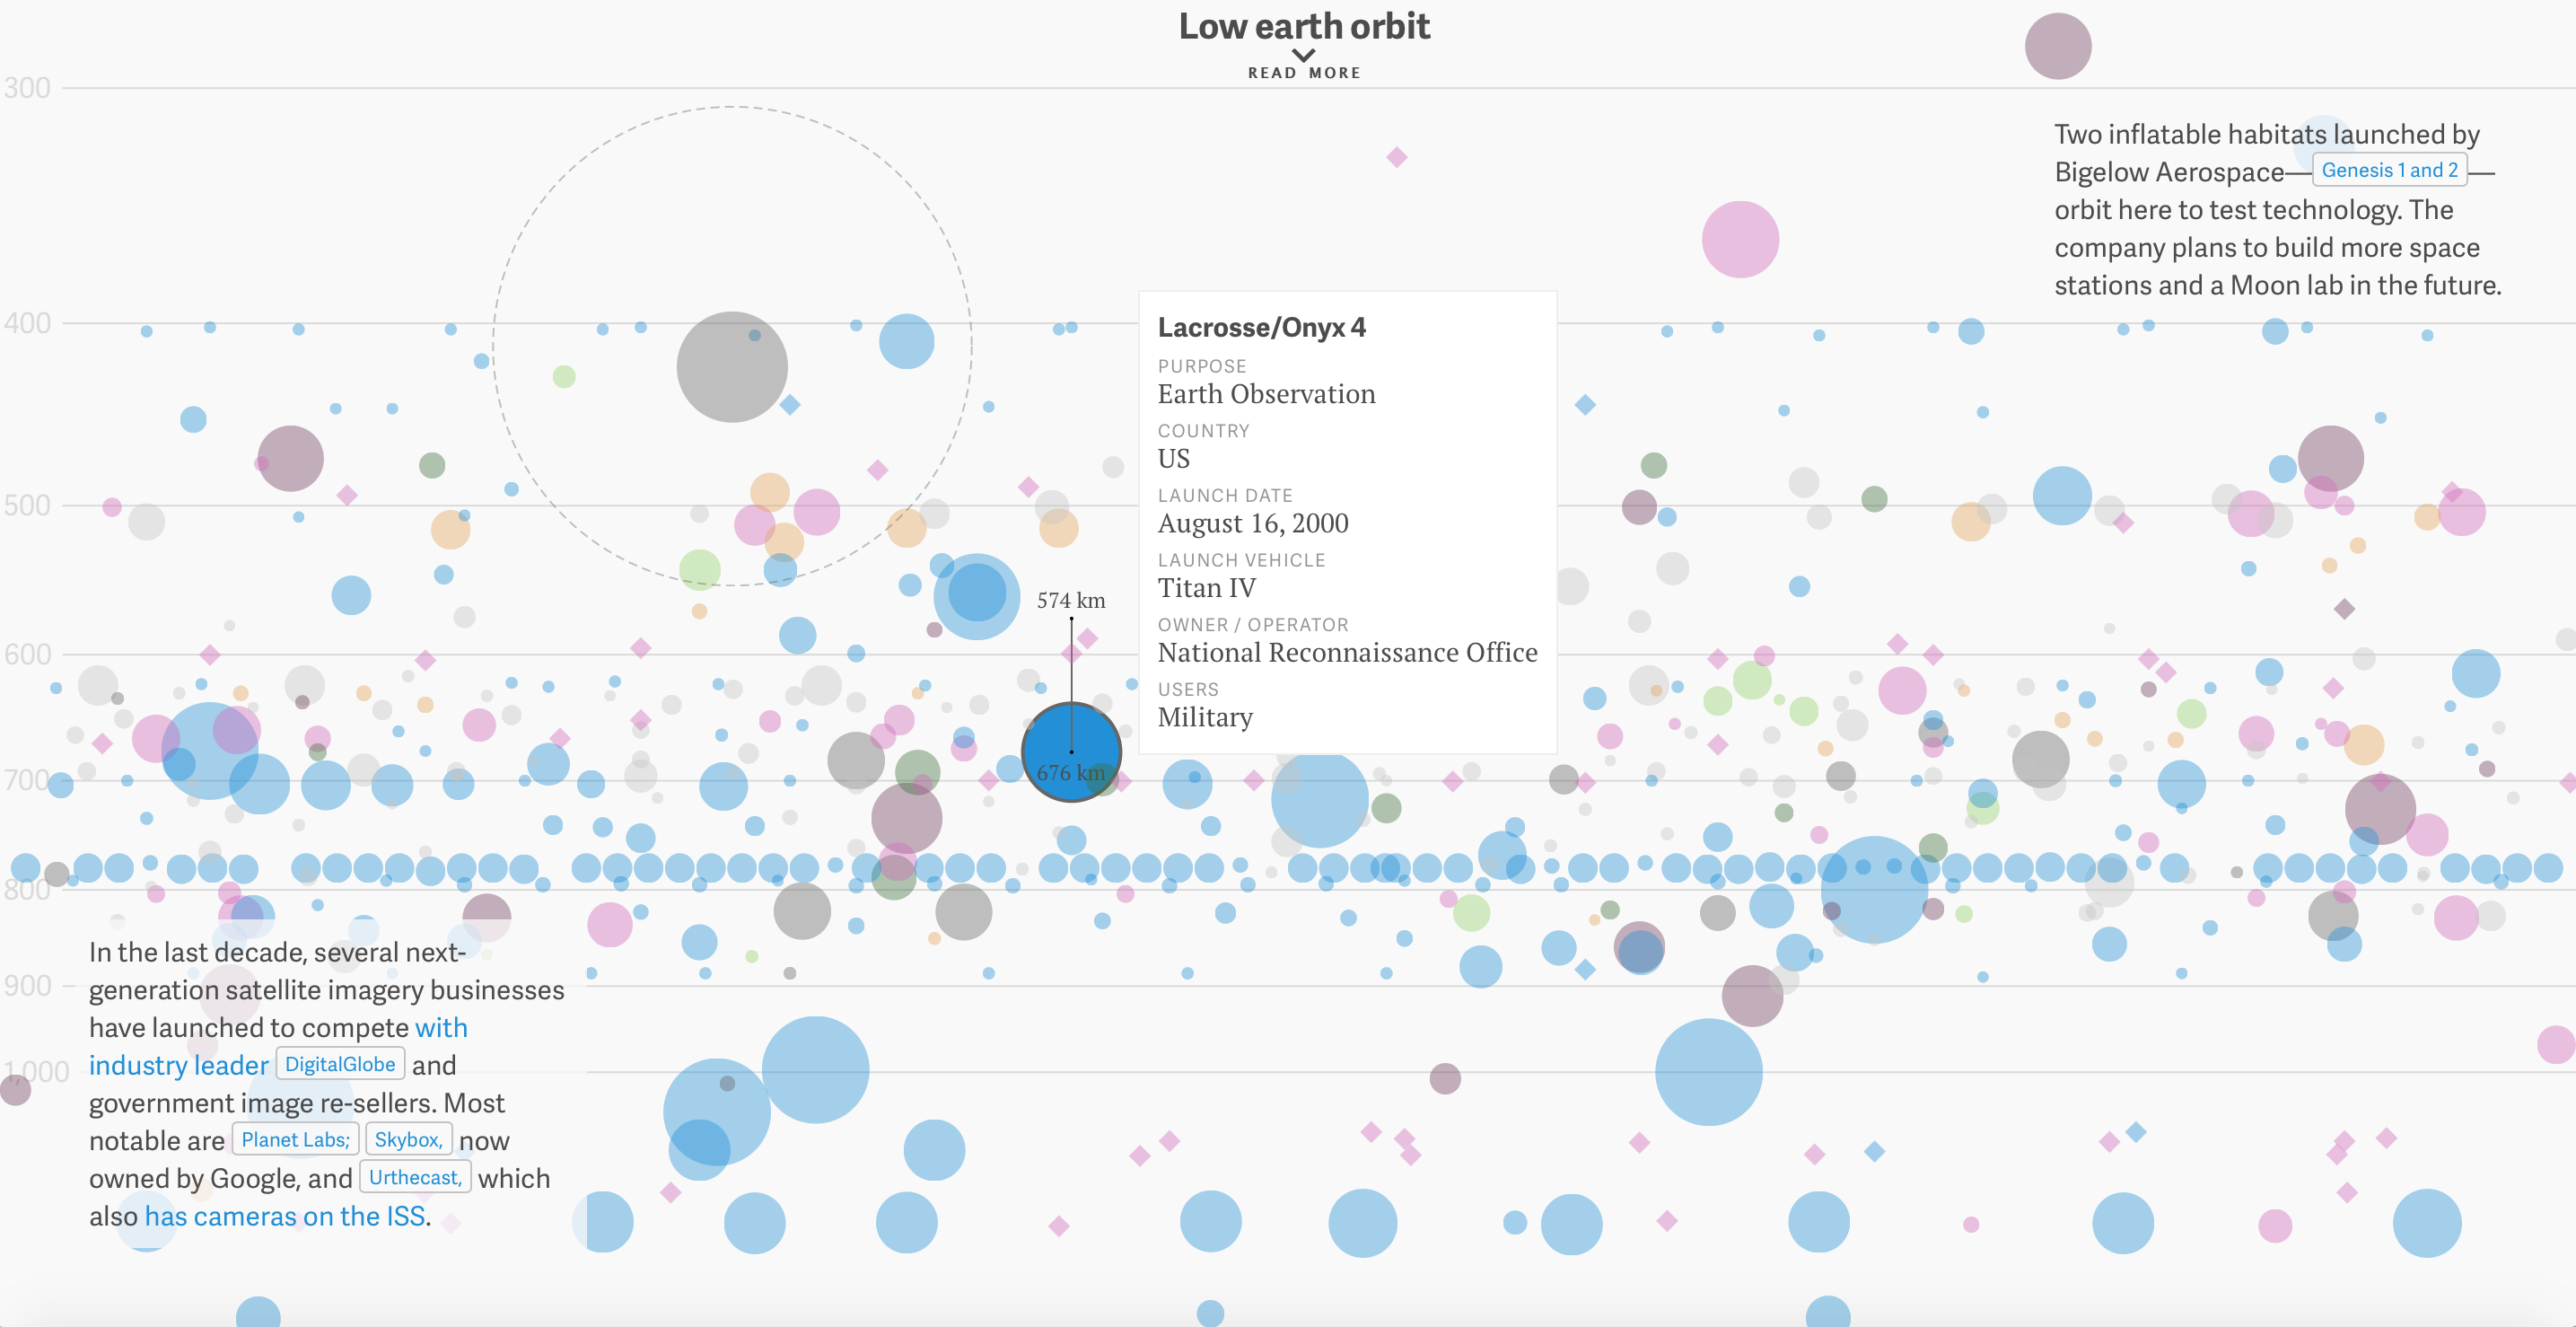 Low earth orbit
READ MORE
300
400
500
600
700
800
900
1,000
Two inflatable habitats launched by
Bigelow Aerospace—Genesis 1 and 2—
orbit here to test technology. The
company plans to build more space
stations and a Moon lab in the future.
Lacrosse/Onyx 4
PURPOSE
Earth Observation
COUNTRY
US
LAUNCH DATE
August 16, 2000
LAUNCH VEHICLE
Titan IV
OWNER / OPERATOR
National Reconnaissance Office
USERS
Military
574 km
676 km
In the last decade, several next-
generation satellite imagery businesses
have launched to compete with
industry leader DigitalGlobe and
government image re-sellers. Most
notable are Planet Labs; Skybox, now
owned by Google, and Urthecast, which
also has cameras on the ISS.